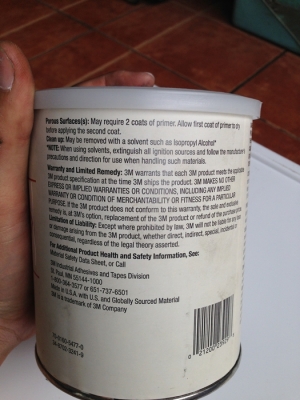 Porous Surfaces(s): May require 2 coats of primer. Allow first coat of primer to dry
before applying the second coat.
Clean up: May be removed with a solvent such as Isopropyl Alcohol*
*NOTE: When using solvents, extinguish all ignition sources and follow the manufacturer's
precautions and direction for use when handling such materials.
Warranty and Limited Remedy: 3M warrants that each 3M product meets the applicable
3M product specification at the time 3M ships the product. 3M MAKES NO OTHER
EXPRESS OR IMPLIED WARRANTIES OR CONDITIONS, INCLUDING ANY IMPLIED
WARRANTY OR CONDITION OF MERCHANTABILITY OR FITNESS FOR A PARTICULAR
PURPOSE. If the 3M product does not conform to this warranty, the sole and exclusive
remedy is, at 3M's option, replacement of the 3M product or refund of the purchase price.
Limitation of Liability: Except where prohibited by law, 3M will not be liable for any loss
or damage arising from the 3M product, whether direct, indirect, special, incidental or
consequential, regardless of the legal theory asserted.
For Additional Product Health and Safety Information, See:
Material Safety Data Sheet, or Call
Industrial Adhesives and Tapes Division
St. Paul, MN 55144-1000
1-800-364-3577 or 651-737-6501
Made in U.S.A. with U.S. and Globally Sourced Material
3M is a trademark of 3M Company